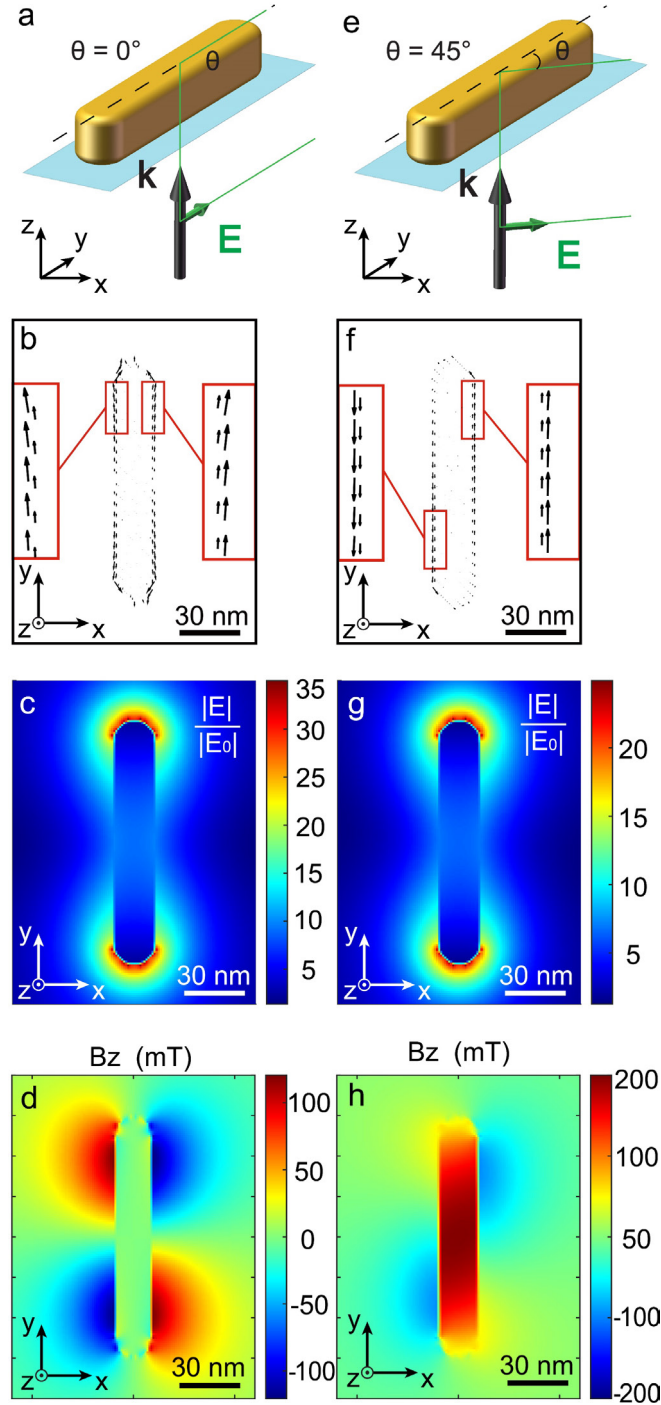 a
θ = 0°
θ
k
E
z
y
x
e
θ = 45°
θ
k
E
z
y
x
b
y
z
x
30 nm
f
y
z
x
30 nm
c
|E|
|E₀|
35
30
25
20
15
10
5
y
z
x
30 nm
g
|E|
|E₀|
20
15
10
5
y
z
x
30 nm
Bz (mT)
d
100
50
0
-50
-100
y
z
x
30 nm
Bz (mT)
h
200
100
50
-100
-200
y
z
x
30 nm